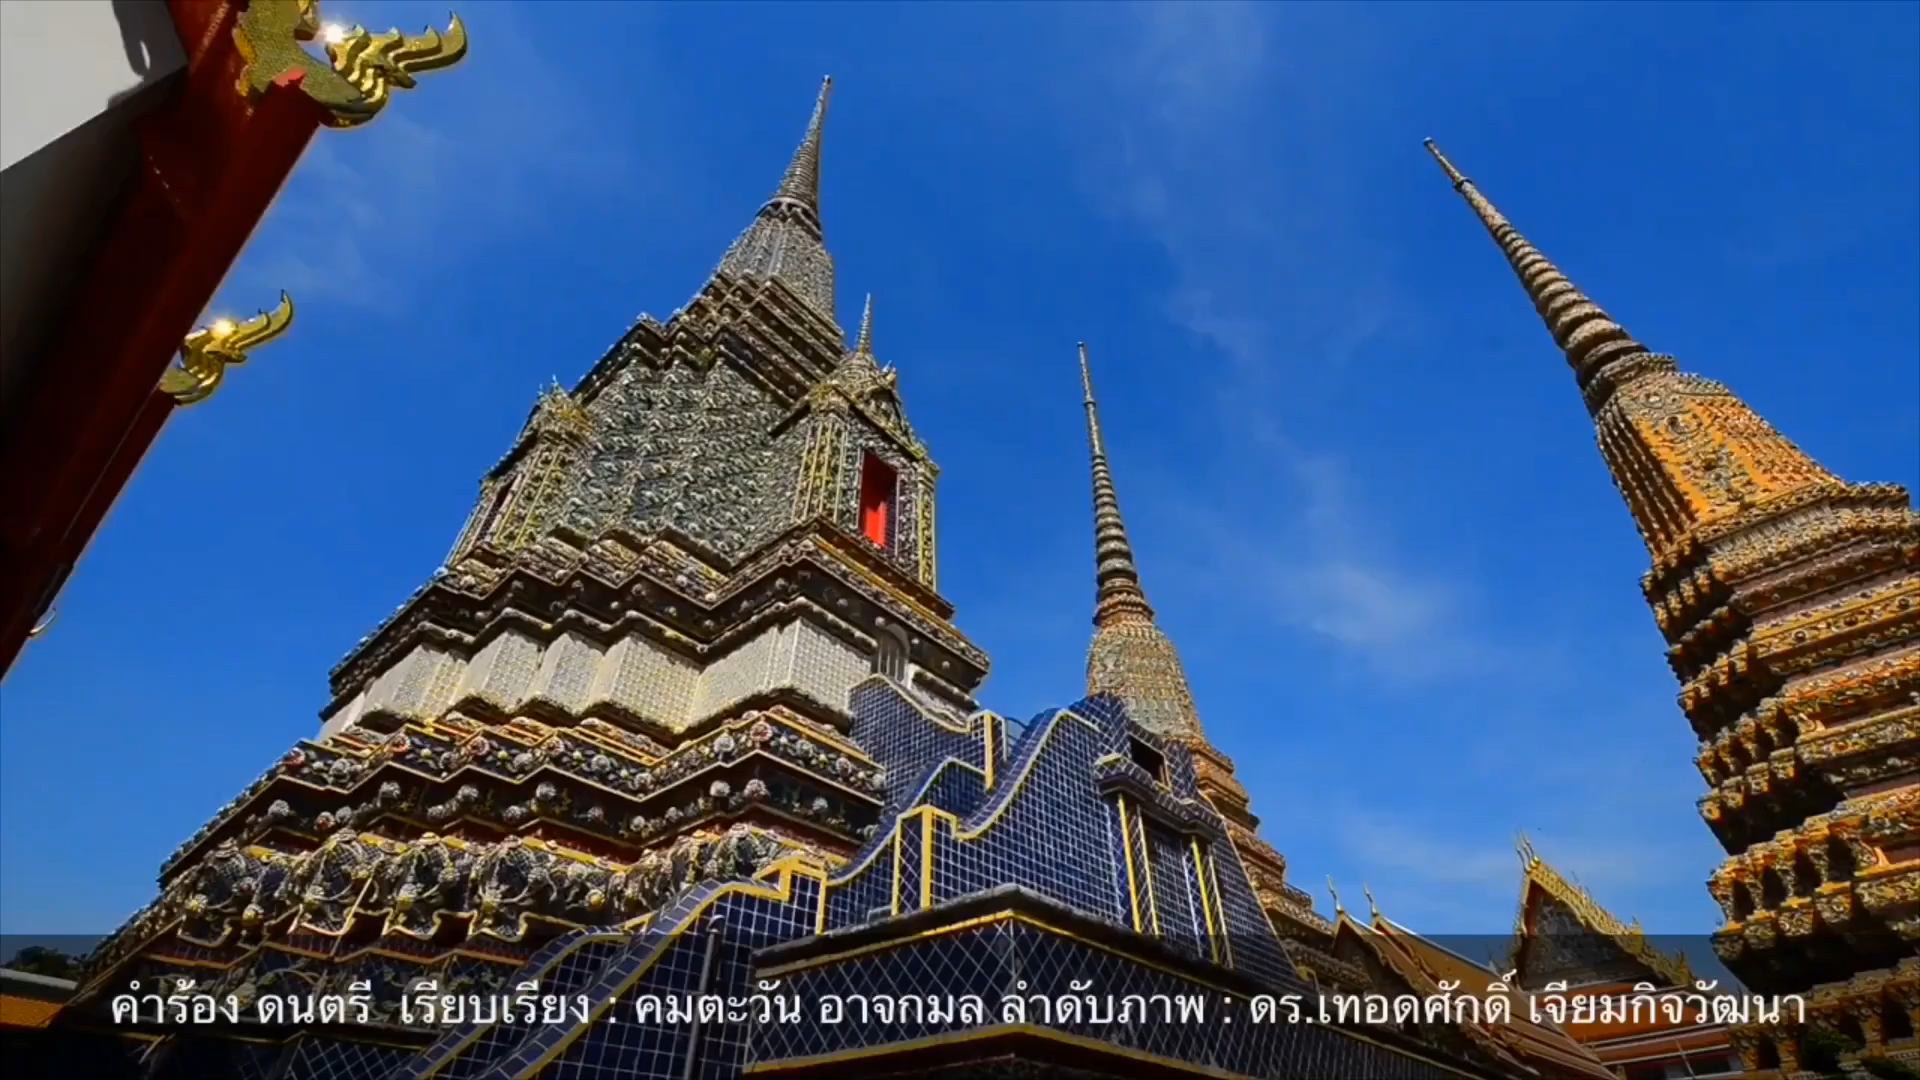 คำร้อง ดนตรี  เรียบเรียง : คมตะวัน อาจกมล ลำดับภาพ : ดร.เทอดศักดิ์ เจียมกิจวัฒนา